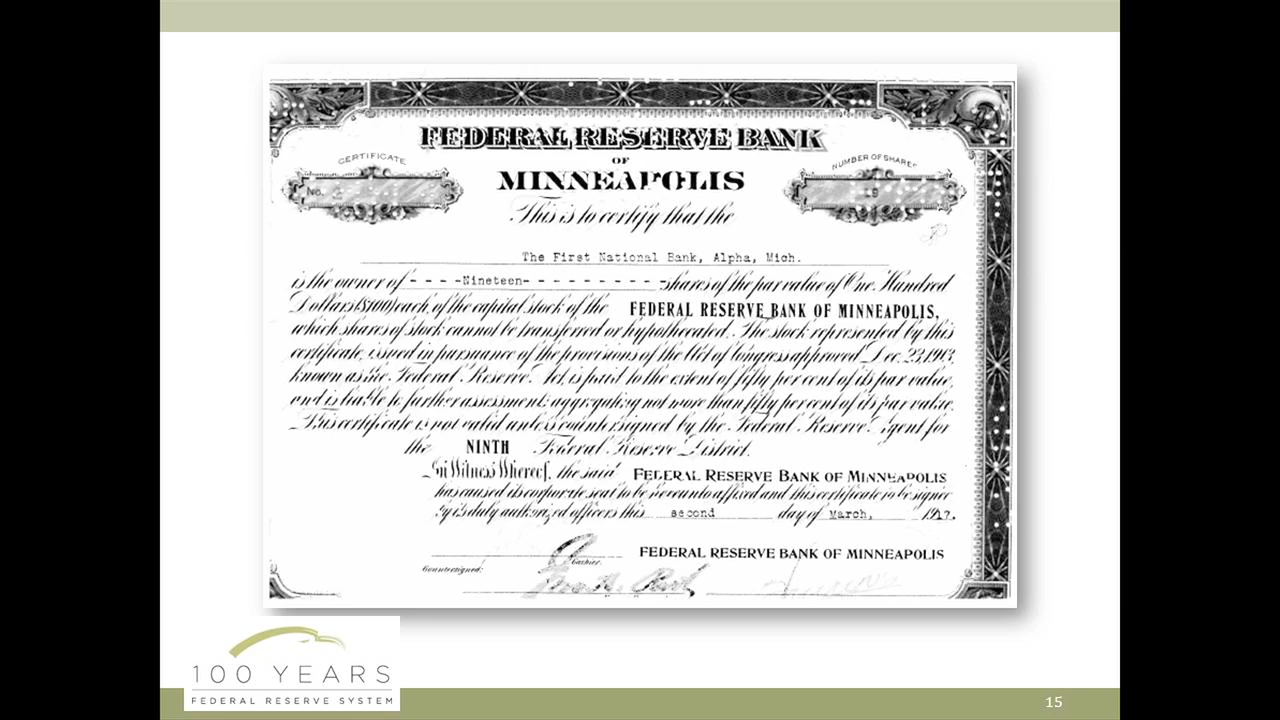 FEDERAL RESERVE BANK
OF
MINNEAPOLIS
CERTIFICATE
No.
NUMBER OF SHARES
19
This is to certify that the
The First National Bank, Alpha, Mich.
is the owner of - - - -Nineteen- - - - - - - - - - shares of the par value of One Hundred
Dollars ($100) each of the capital stock of the FEDERAL RESERVE BANK OF MINNEAPOLIS,
which shares of stock cannot be transferred or hypothecated. The stock represented by this
certificate, issued in pursuance of the provisions of the Act of Congress approved Dec. 23, 1913,
known as the Federal Reserve Act, is paid to the extent of fifty per cent of its par value,
and is liable to further assessment aggregating not more than fifty per cent of its par value.
This certificate is not valid unless countersigned by the Federal Reserve Agent for
the NINTH Federal Reserve District.
In Witness Whereof, the said FEDERAL RESERVE BANK OF MINNEAPOLIS
has caused its corporate seal to be hereunto affixed and this certificate to be signed
by its duly authorized officers this second day of March, 1917.
Cashier.
FEDERAL RESERVE BANK OF MINNEAPOLIS
Countersigned:
100 YEARS
FEDERAL RESERVE SYSTEM
15